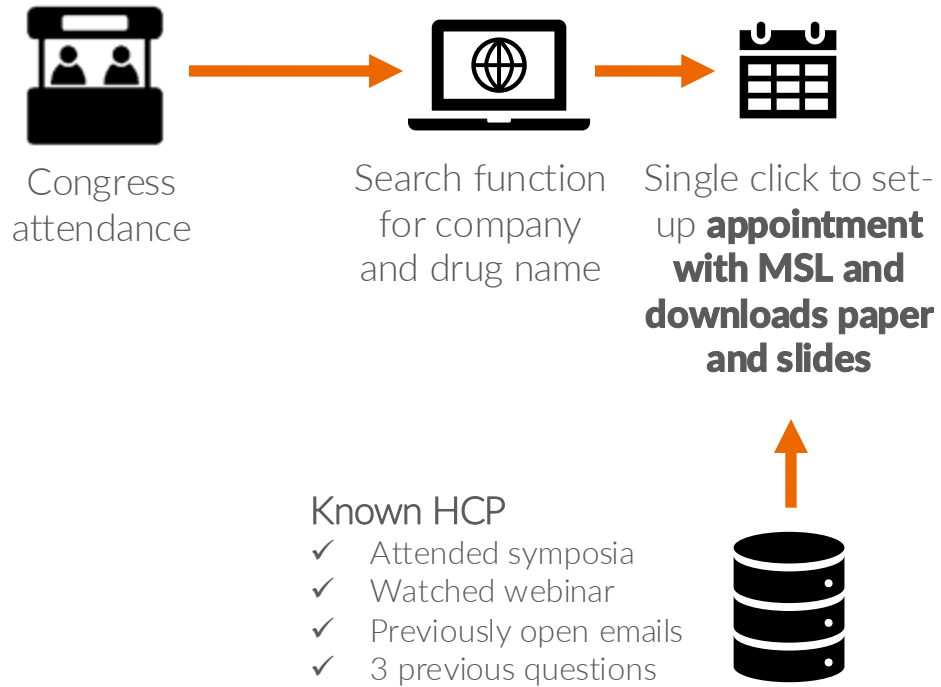 Congress
attendance
Search function
for company
and drug name
Single click to set-
up appointment
with MSL and
downloads paper
and slides
Known HCP
✓ Attended symposia
✓ Watched webinar
✓ Previously open emails
✓ 3 previous questions